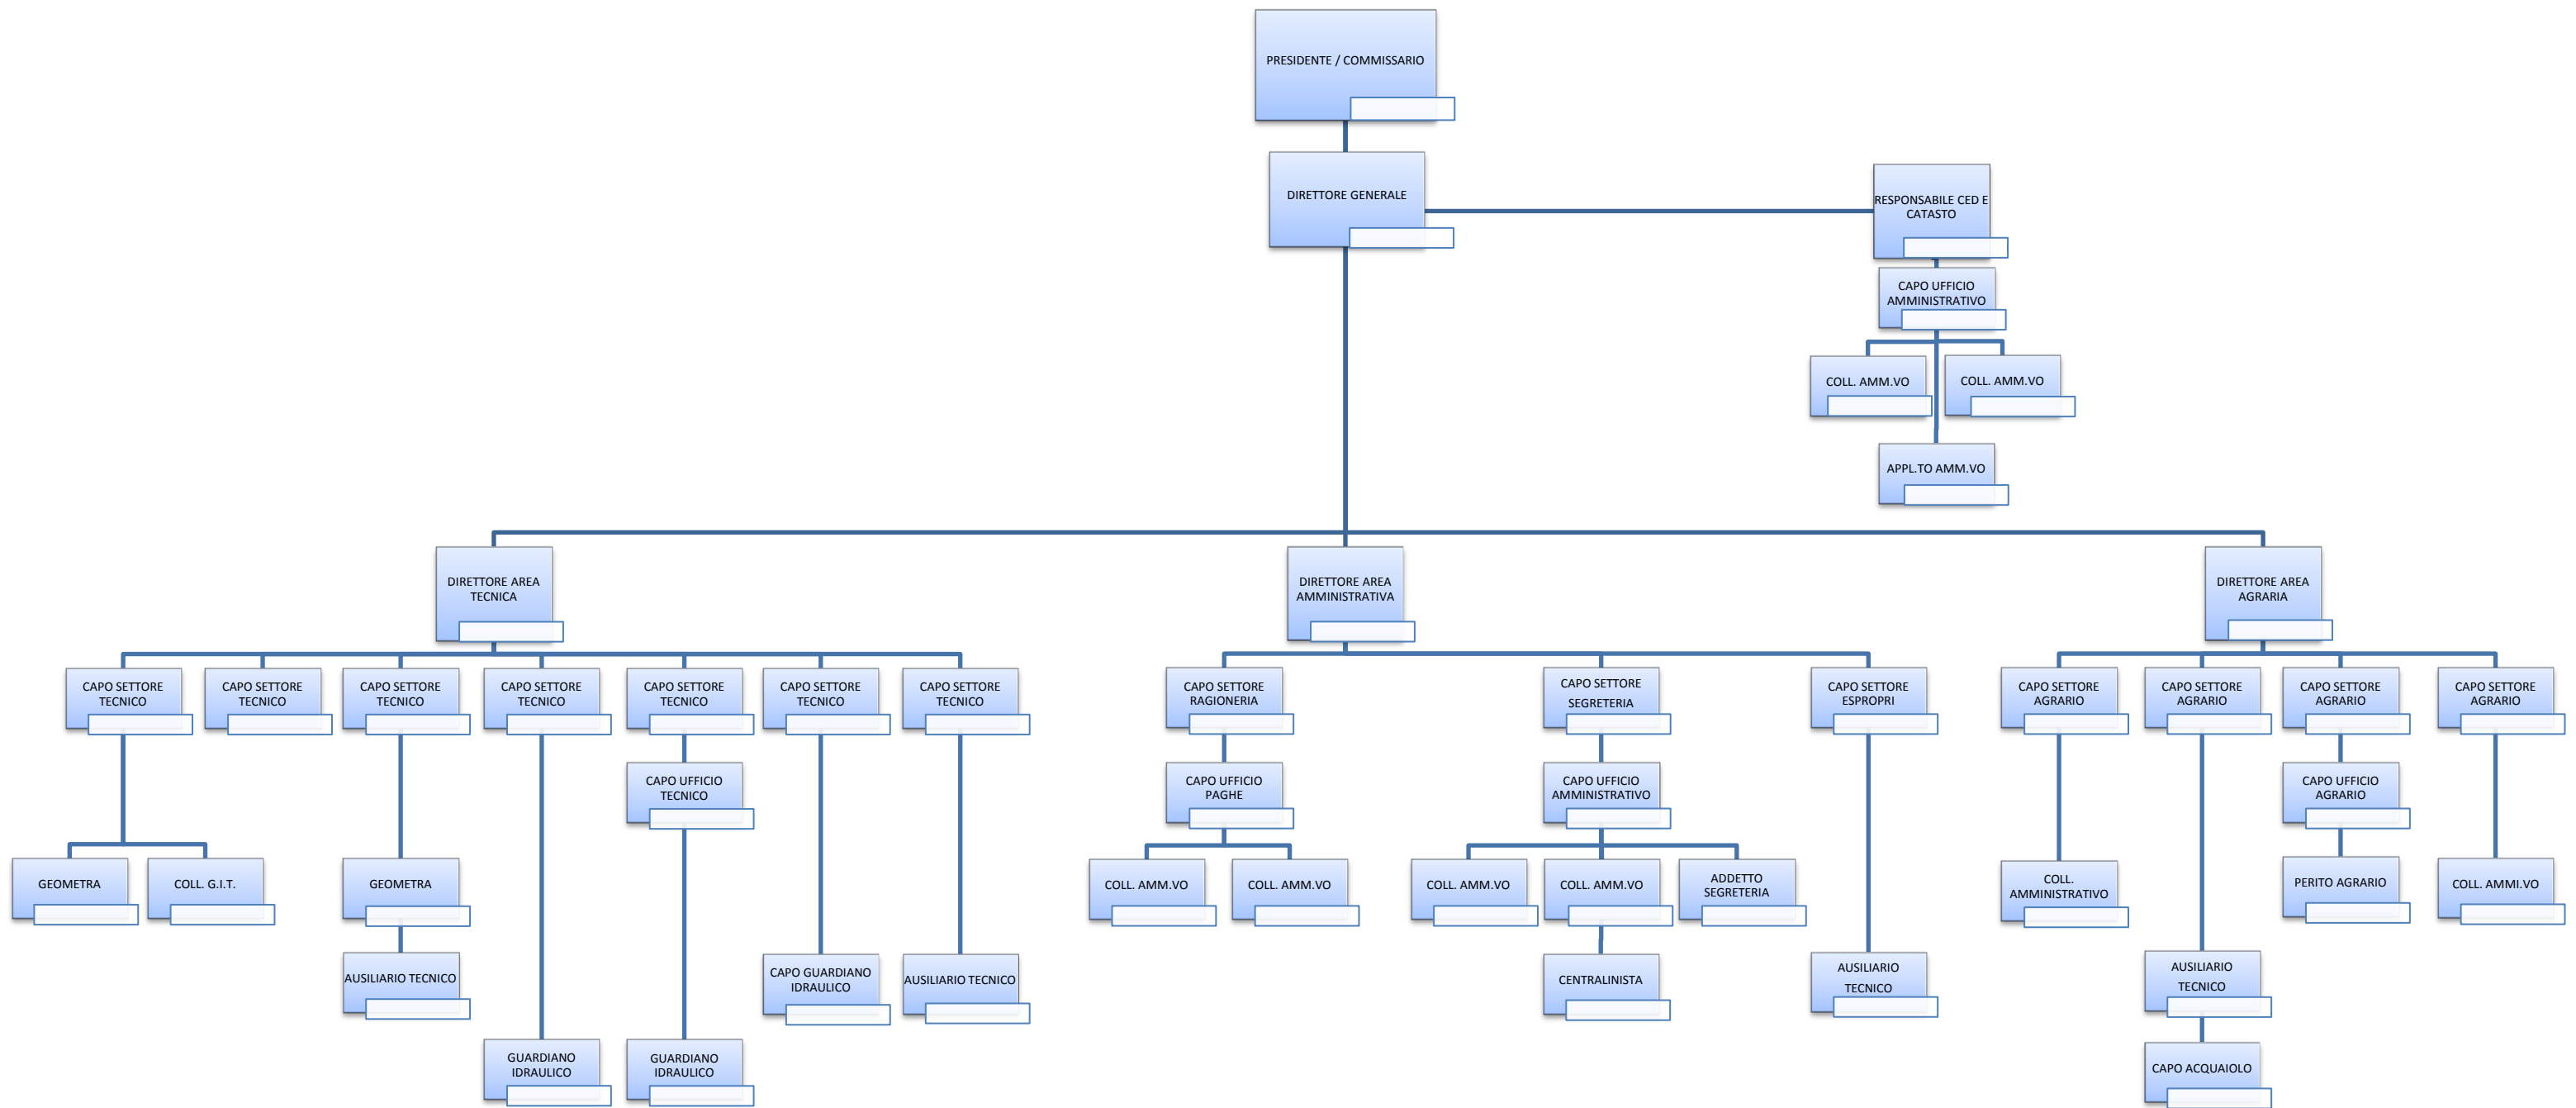 PRESIDENTE / COMMISSARIO
DIRETTORE GENERALE
RESPONSABILE CED E
CATASTO
CAPO UFFICIO
AMMINISTRATIVO
COLL. AMM.VO
COLL. AMM.VO
APPL.TO AMM.VO
DIRETTORE AREA
TECNICA
DIRETTORE AREA
AMMINISTRATIVA
DIRETTORE AREA
AGRARIA
CAPO SETTORE
TECNICO
CAPO SETTORE
TECNICO
CAPO SETTORE
TECNICO
CAPO SETTORE
TECNICO
CAPO SETTORE
TECNICO
CAPO SETTORE
TECNICO
CAPO SETTORE
TECNICO
CAPO SETTORE
RAGIONERIA
CAPO SETTORE
SEGRETERIA
CAPO SETTORE
ESPROPRI
CAPO SETTORE
AGRARIO
CAPO SETTORE
AGRARIO
CAPO SETTORE
AGRARIO
CAPO SETTORE
AGRARIO
CAPO UFFICIO
TECNICO
CAPO UFFICIO
PAGHE
CAPO UFFICIO
AMMINISTRATIVO
CAPO UFFICIO
AGRARIO
GEOMETRA
COLL. G.I.T.
GEOMETRA
COLL. AMM.VO
COLL. AMM.VO
COLL. AMM.VO
COLL. AMM.VO
ADDETTO
SEGRETERIA
COLL.
AMMINISTRATIVO
PERITO AGRARIO
COLL. AMMI.VO
AUSILIARIO TECNICO
CAPO GUARDIANO
IDRAULICO
AUSILIARIO TECNICO
CENTRALINISTA
AUSILIARIO
TECNICO
AUSILIARIO
TECNICO
GUARDIANO
IDRAULICO
GUARDIANO
IDRAULICO
CAPO ACQUAIOLO